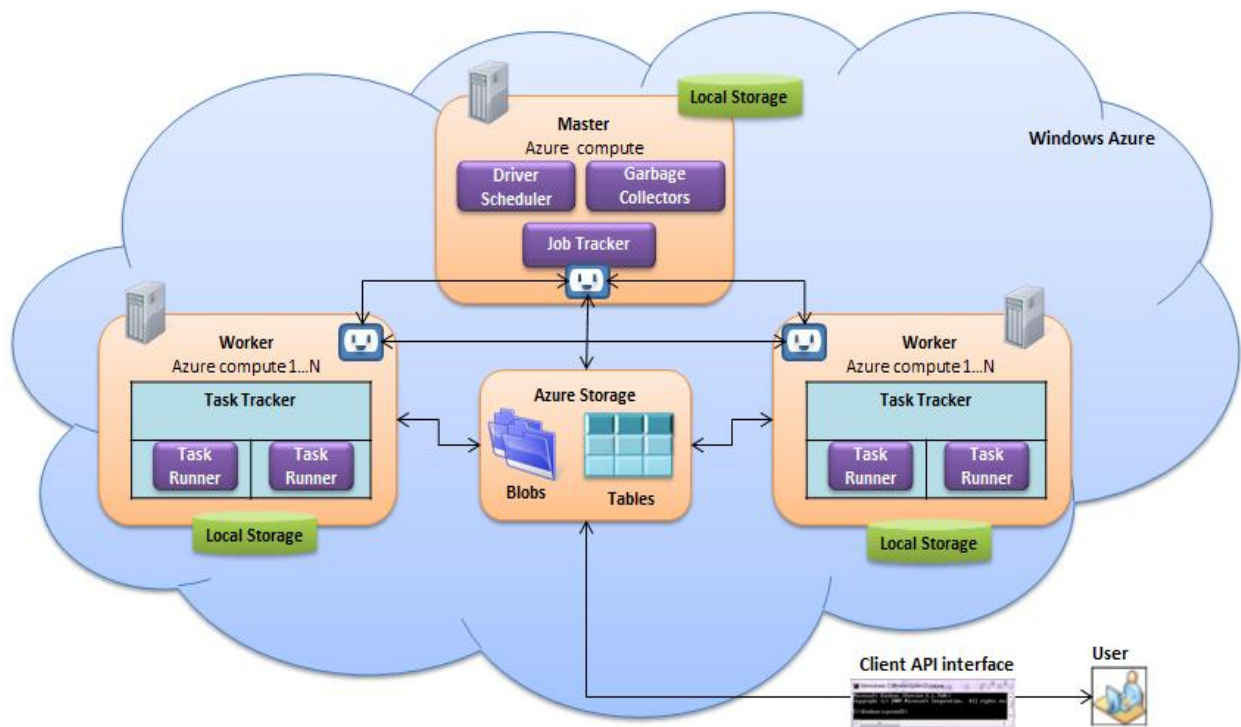 Local Storage
Master
Azure compute
Windows Azure
Driver
Scheduler
Garbage
Collectors
Job Tracker
Worker
Azure compute 1...N
Task Tracker
Task
Runner
Task
Runner
Local Storage
Azure Storage
Blobs
Tables
Worker
Azure compute 1...N
Task Tracker
Task
Runner
Task
Runner
Local Storage
Client API interface
User